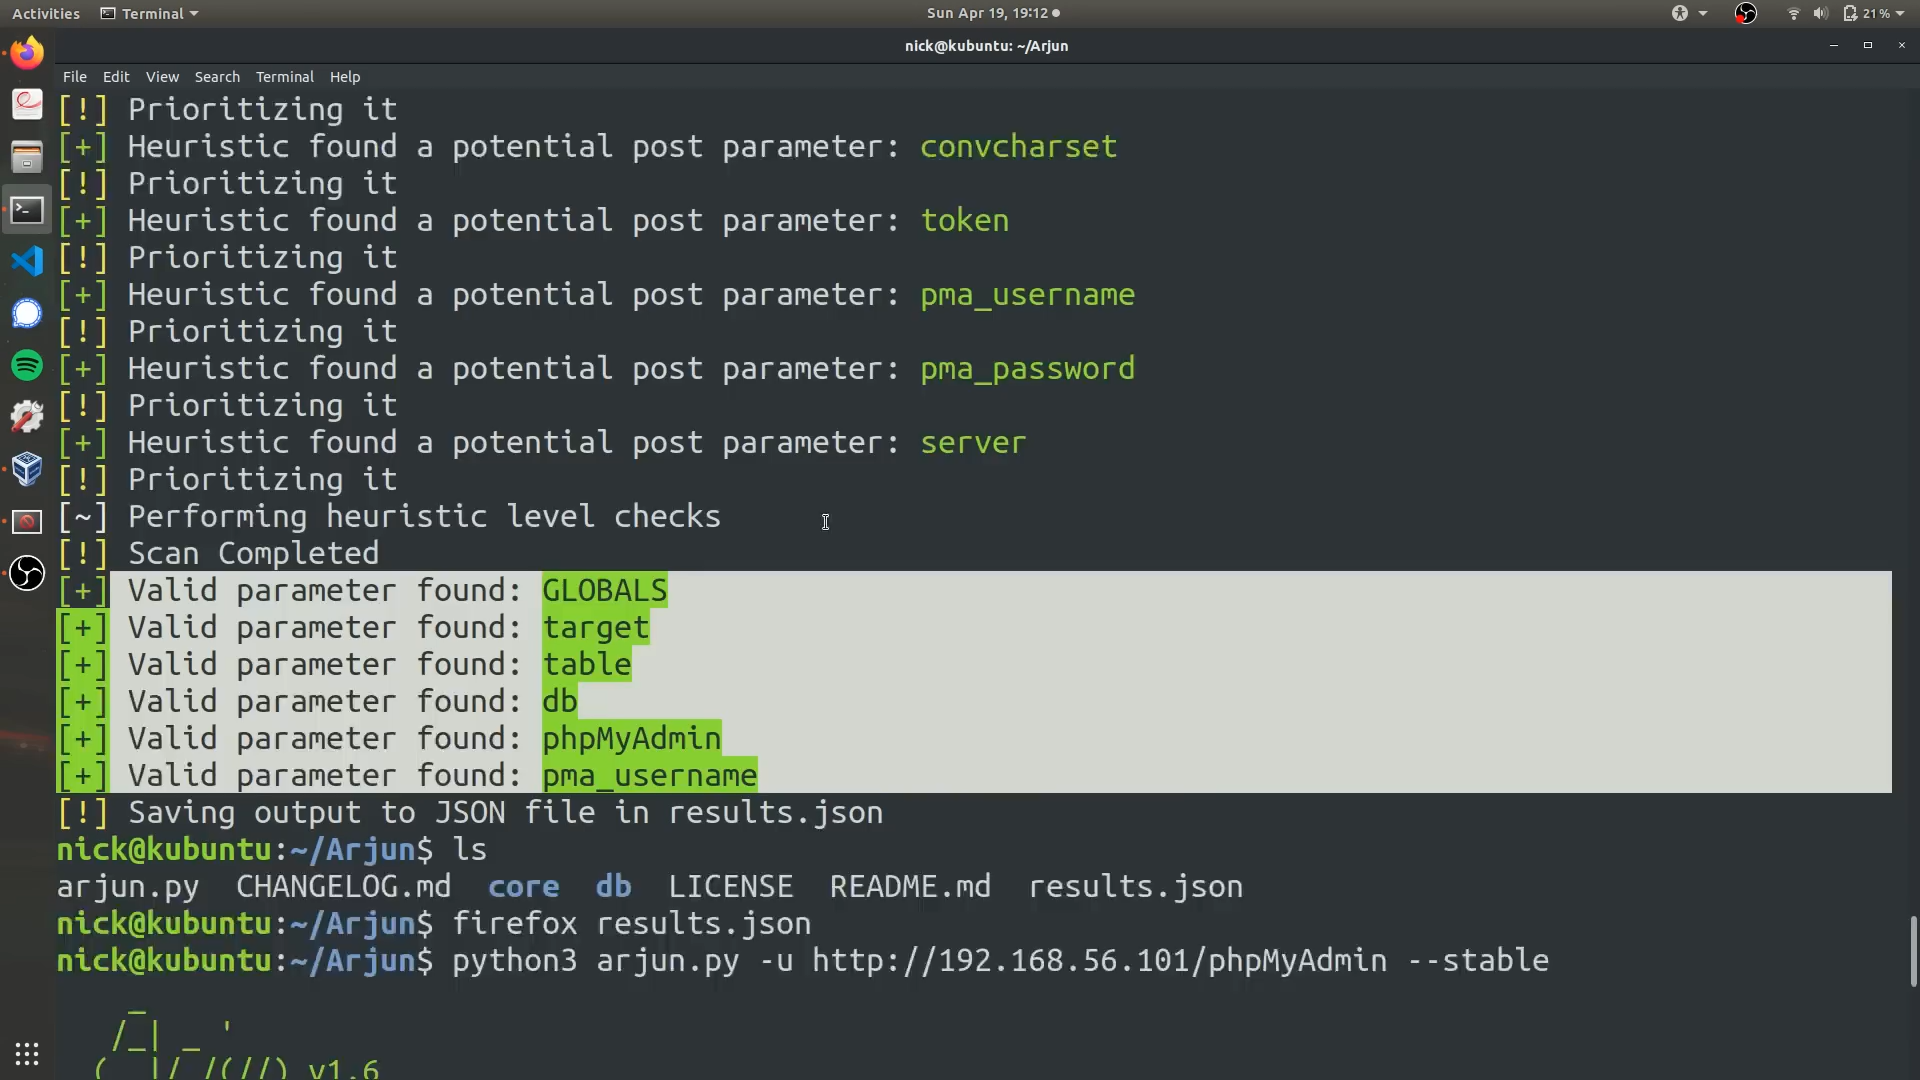 Activities Terminal Sun Apr 19, 19:12 21%
nick@kubuntu: ~/Arjun
File Edit View Search Terminal Help
[!] Prioritizing it
[+] Heuristic found a potential post parameter: convcharset
[!] Prioritizing it
[+] Heuristic found a potential post parameter: token
[!] Prioritizing it
[+] Heuristic found a potential post parameter: pma_username
[!] Prioritizing it
[+] Heuristic found a potential post parameter: pma_password
[!] Prioritizing it
[+] Heuristic found a potential post parameter: server
[!] Prioritizing it
[~] Performing heuristic level checks
[!] Scan Completed
[+] Valid parameter found: GLOBALS
[+] Valid parameter found: target
[+] Valid parameter found: table
[+] Valid parameter found: db
[+] Valid parameter found: phpMyAdmin
[+] Valid parameter found: pma_username
[!] Saving output to JSON file in results.json
nick@kubuntu:~/Arjun$ ls
arjun.py CHANGELOG.md core db LICENSE README.md results.json
nick@kubuntu:~/Arjun$ firefox results.json
nick@kubuntu:~/Arjun$ python3 arjun.py -u http://192.168.56.101/phpMyAdmin --stable
_
/_| _ '
(  |/ /(//) v1.6